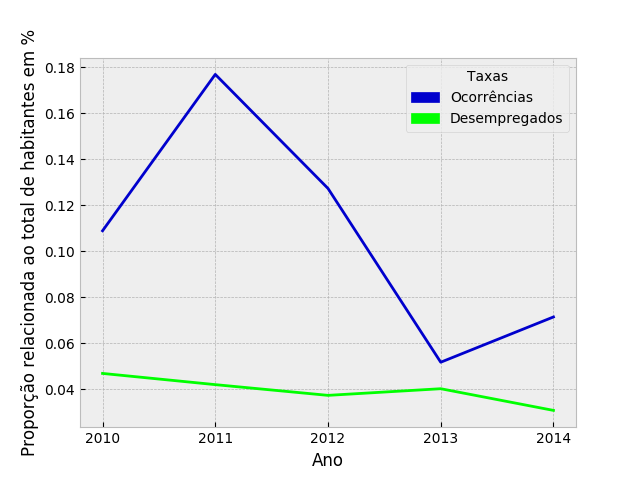 Proporção relacionada ao total de habitantes em %
0.18
0.16
0.14
0.12
0.10
0.08
0.06
0.04
Taxas
Ocorrências
Desempregados
2010 2011 2012 2013 2014
Ano